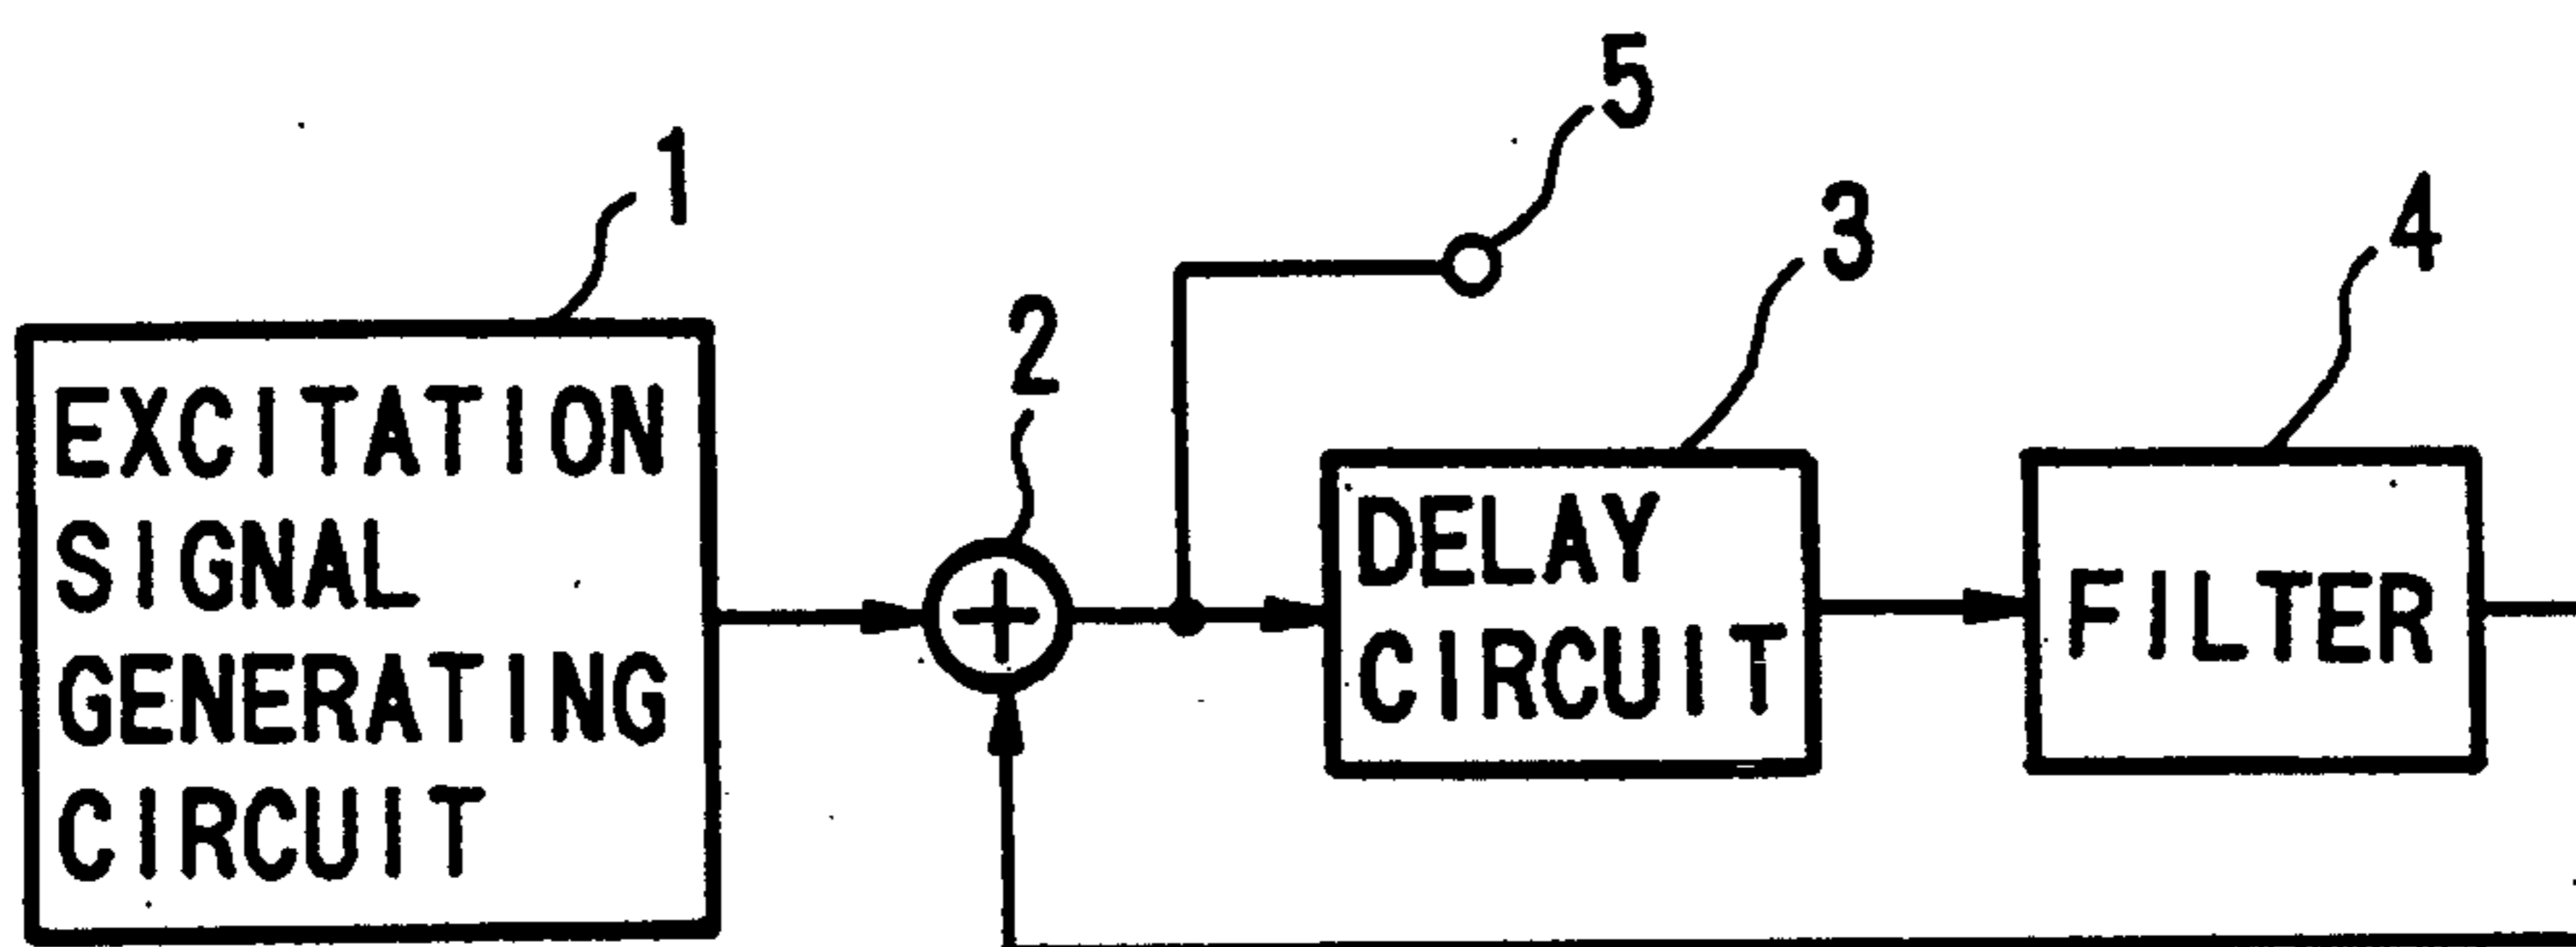 5
1
3
4
2
EXCITATION
SIGNAL
GENERATING
CIRCUIT
DELAY
CIRCUIT
FILTER